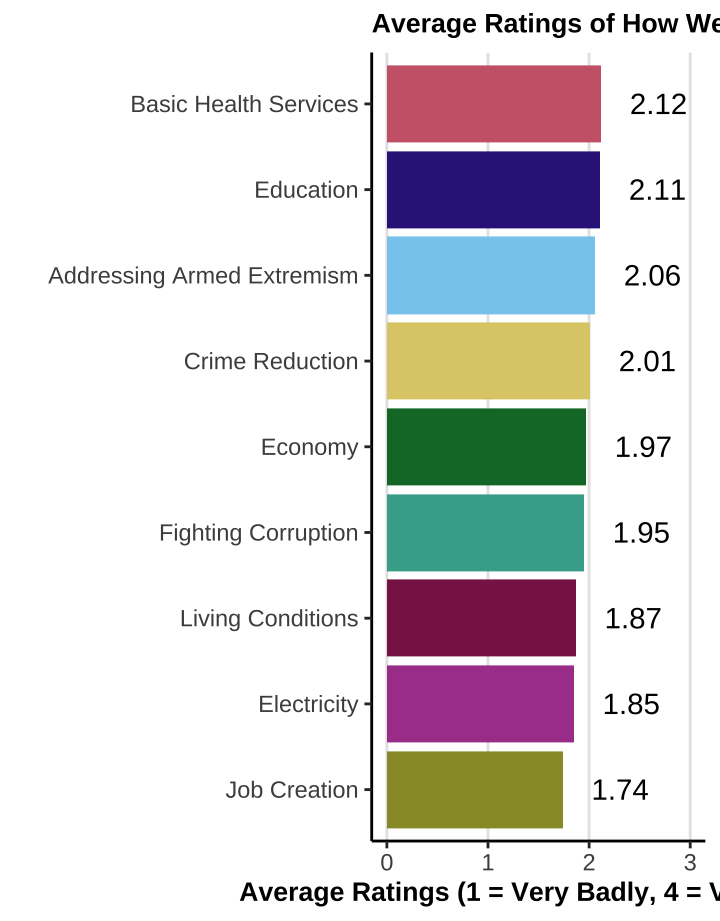 Average Ratings of How We
Basic Health Services 2.12
Education 2.11
Addressing Armed Extremism 2.06
Crime Reduction 2.01
Economy 1.97
Fighting Corruption 1.95
Living Conditions 1.87
Electricity 1.85
Job Creation 1.74
0 1 2 3
Average Ratings (1 = Very Badly, 4 = V